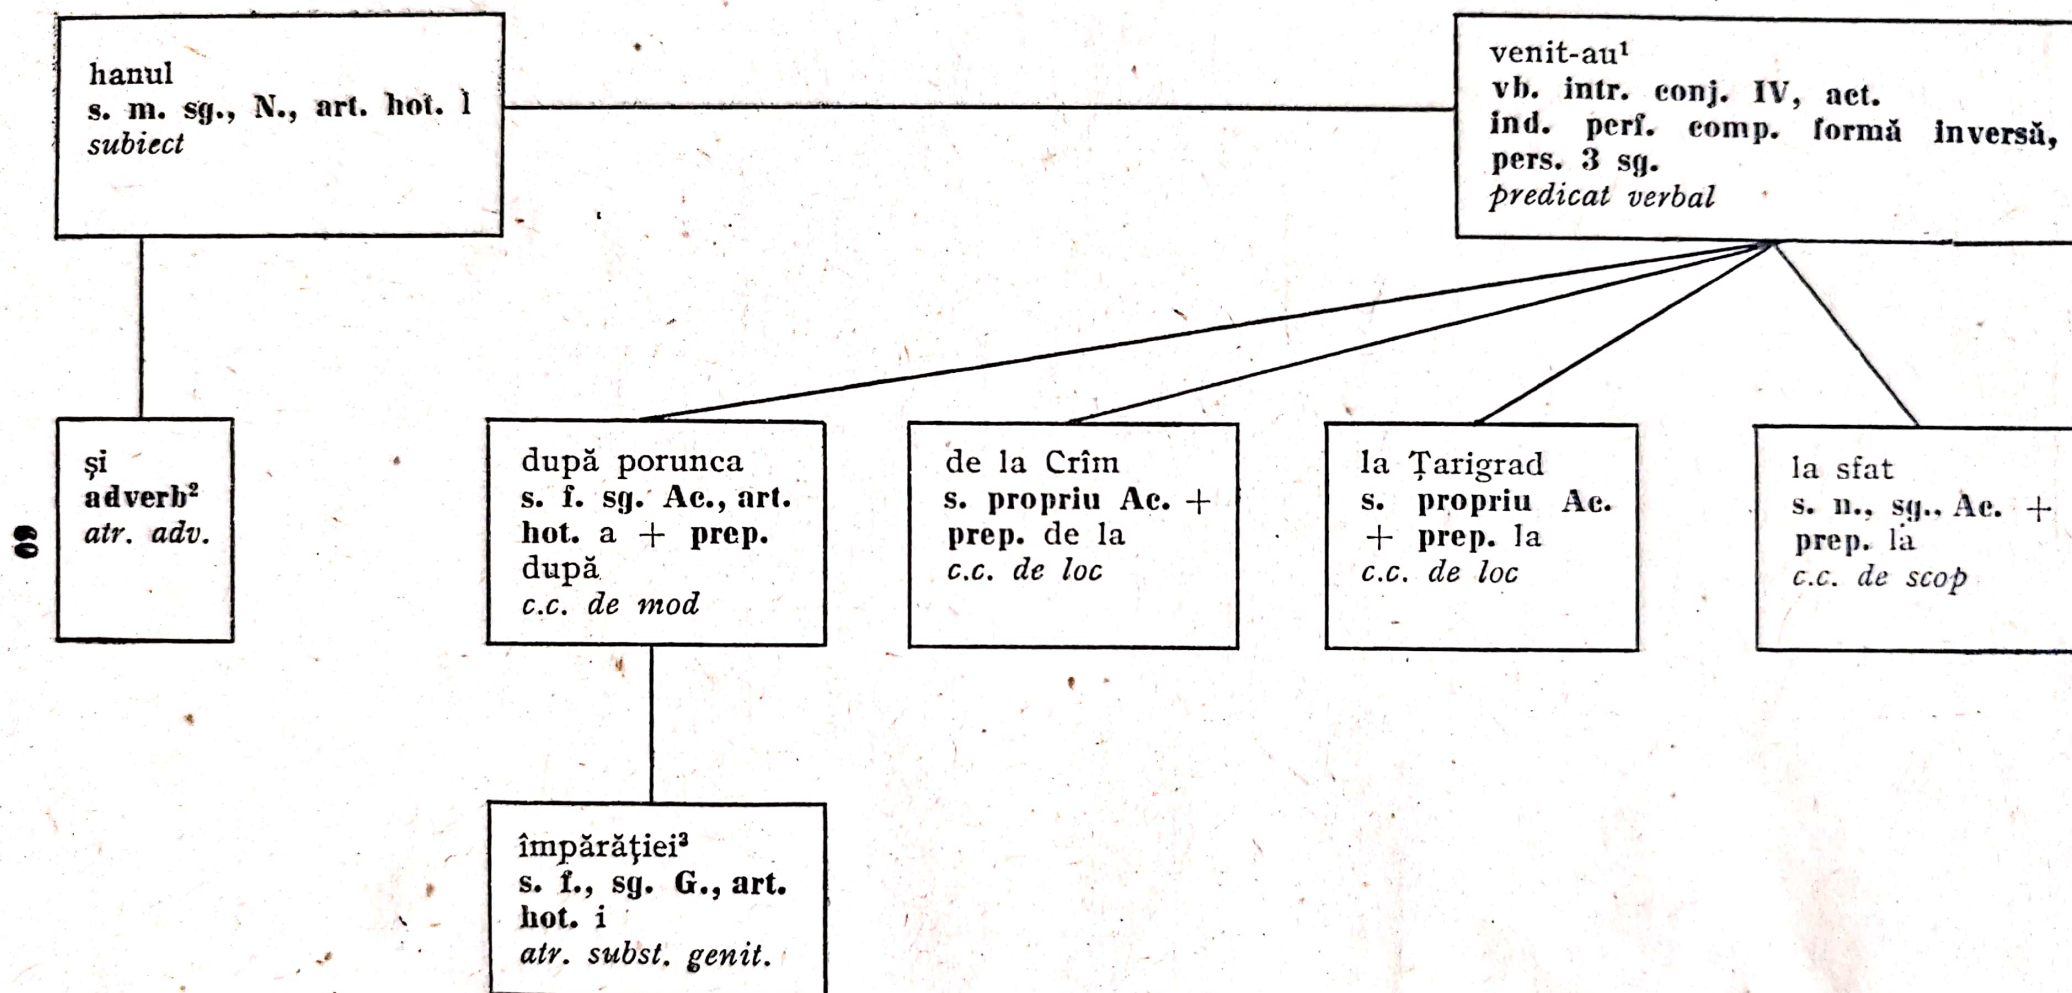 hanul
s. m. sg., N., art. hot. l
subiect
venit-au¹
vb. intr. conj. IV, act.
ind. perf. comp. formă inversă,
pers. 3 sg.
predicat verbal
și
adverb²
atr. adv.
după porunca
s. f. sg. Ac., art.
hot. a + prep.
după
c.c. de mod
de la Crîm
s. propriu Ac. +
prep. de la
c.c. de loc
la Țarigrad
s. propriu Ac.
+ prep. la
c.c. de loc
la sfat
s. n., sg., Ac. +
prep. la
c.c. de scop
împărăției³
s. f., sg. G., art.
hot. i
atr. subst. genit.
69